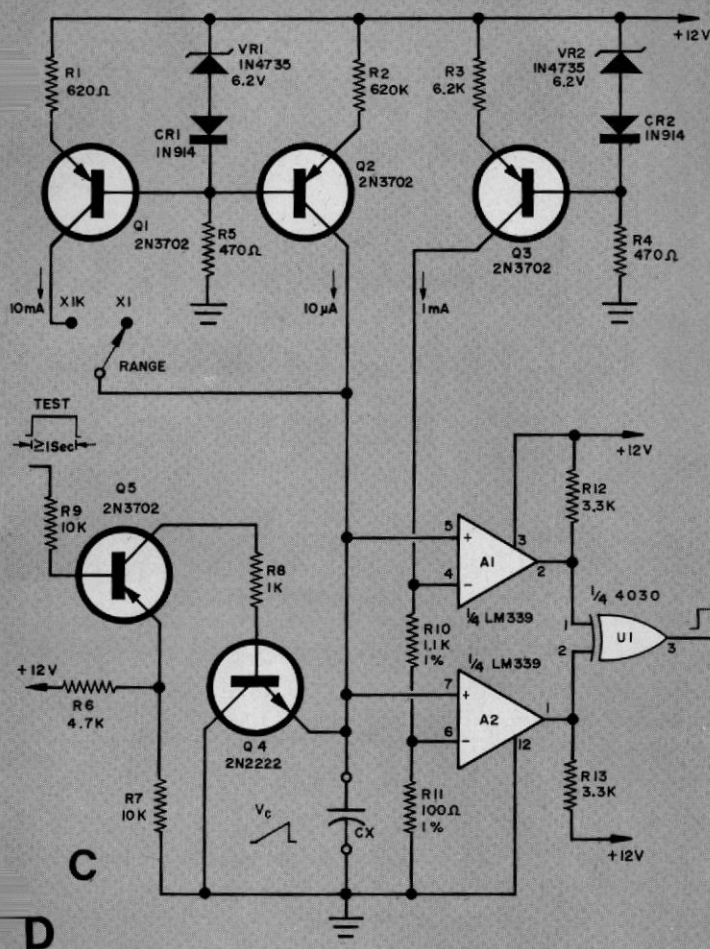 +12V
R1
620Ω
VR1
1N4735
6.2V
CR1
1N914
R2
620K
R3
6.2K
VR2
1N4735
6.2V
CR2
1N914
Q1
2N3702
Q2
2N3702
R5
470Ω
Q3
2N3702
R4
470Ω
10mA
X1K
X1
10µA
1mA
RANGE
TEST
≥1Sec
+12V
R12
3.3K
Q5
2N3702
R9
10K
R8
1K
5
+
A1
3
2
4
−
¼ LM339
¼ 4030
1
2
U1
3
R10
1.1K
1%
¼ LM339
+12V
R6
4.7K
Q4
2N2222
7
+
A2
1
6
−
12
R13
3.3K
R7
10K
Vc
CX
R11
100Ω
1%
+12V
C
D